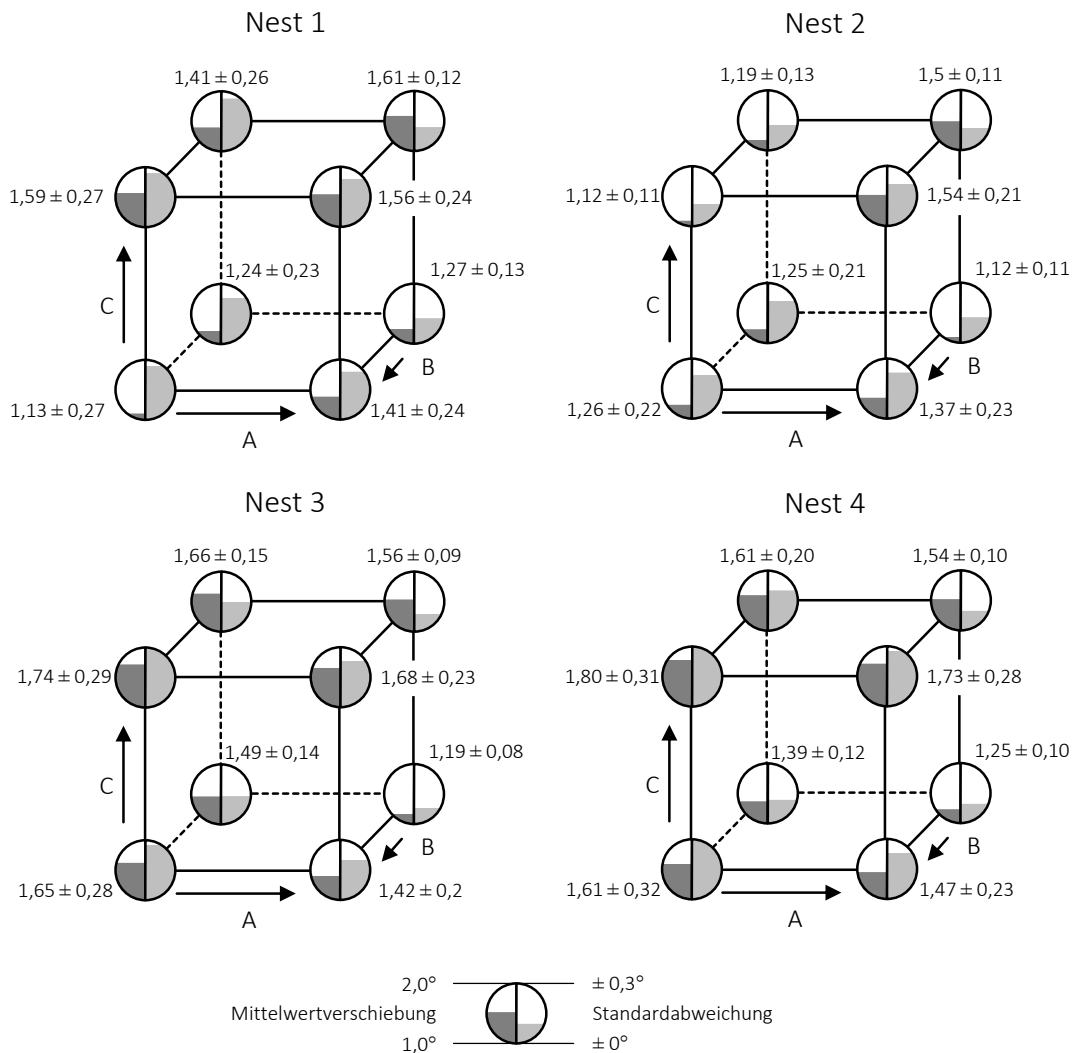 Nest 1
1,41 ± 0,26
1,61 ± 0,12
1,59 ± 0,27
1,56 ± 0,24
1,24 ± 0,23
1,27 ± 0,13
C
B
1,13 ± 0,27
1,41 ± 0,24
A
Nest 2
1,19 ± 0,13
1,5 ± 0,11
1,12 ± 0,11
1,54 ± 0,21
1,25 ± 0,21
1,12 ± 0,11
C
B
1,26 ± 0,22
1,37 ± 0,23
A
Nest 3
1,66 ± 0,15
1,56 ± 0,09
1,74 ± 0,29
1,68 ± 0,23
1,49 ± 0,14
1,19 ± 0,08
C
B
1,65 ± 0,28
1,42 ± 0,2
A
Nest 4
1,61 ± 0,20
1,54 ± 0,10
1,80 ± 0,31
1,73 ± 0,28
1,39 ± 0,12
1,25 ± 0,10
C
B
1,61 ± 0,32
1,47 ± 0,23
A
2,0°
± 0,3°
Mittelwertverschiebung
Standardabweichung
1,0°
± 0°